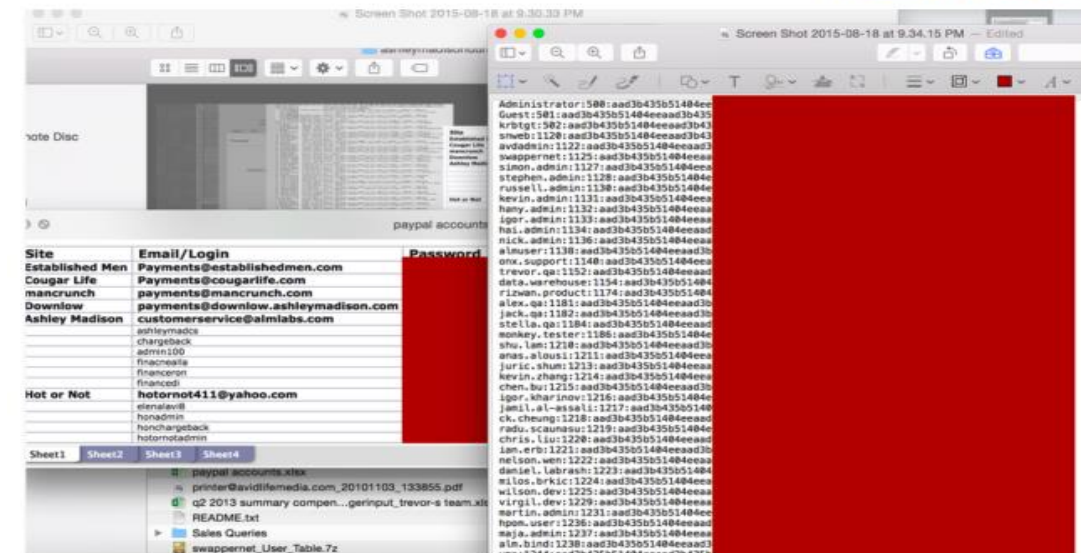 Screen Shot 2015-08-18 at 9.30.33 PM
note Disc
paypal accounts
Site Email/Login Password
Established Men Payments@establishedmen.com
Cougar Life Payments@cougarlife.com
mancrunch payments@mancrunch.com
Downlow payments@downlow.ashleymadison.com
Ashley Madison customerservice@almlabs.com
ashleymadcs
chargeback
admin100
finacnealla
financeron
financedi
Hot or Not hotornot411@yahoo.com
elenalavi8
honadmin
honchargeback
hotornotadmin
Sheet1 Sheet2 Sheet3 Sheet4
paypal accounts.xlsx
printer@avidlifemedia.com_20101103_133855.pdf
q2 2013 summary compen...gerinput_trevor-s team.xls
README.txt
Sales Queries
swappernet_User_Table.7z
Screen Shot 2015-08-18 at 9.34.15 PM — Edited
Administrator:500:aad3b435b51404ee
Guest:501:aad3b435b51404eeaad3b435
krbtgt:502:aad3b435b51404eeaad3b43
shweb:1120:aad3b435b51404eeaad3b43
avdadmin:1122:aad3b435b51404eeaad3
swappernet:1125:aad3b435b51404eeaa
simon.admin:1127:aad3b435b51404eea
stephen.admin:1128:aad3b435b51404e
russell.admin:1130:aad3b435b51404e
kevin.admin:1131:aad3b435b51404eea
hany.admin:1132:aad3b435b51404eeaa
igor.admin:1133:aad3b435b51404eeaa
hai.admin:1134:aad3b435b51404eeaad
nick.admin:1136:aad3b435b51404eeaa
almuser:1138:aad3b435b51404eeaad3b
onx.support:1140:aad3b435b51404eea
trevor.qa:1152:aad3b435b51404eeaad
data.warehouse:1154:aad3b435b51404
rizwan.product:1174:aad3b435b51404
alex.qa:1181:aad3b435b51404eeaad3b
jack.qa:1182:aad3b435b51404eeaad3b
stella.qa:1184:aad3b435b51404eeaad
monkey.tester:1186:aad3b435b51404e
shu.lam:1210:aad3b435b51404eeaad3b
anas.alousi:1211:aad3b435b51404eea
juric.shum:1213:aad3b435b51404eeaa
kevin.zhang:1214:aad3b435b51404eea
chen.bu:1215:aad3b435b51404eeaad3b
igor.kharinov:1216:aad3b435b51404e
jamil.al-assali:1217:aad3b435b5140
ck.cheung:1218:aad3b435b51404eeaad
radu.scaunasu:1219:aad3b435b51404e
chris.liu:1220:aad3b435b51404eeaad
ian.erb:1221:aad3b435b51404eeaad3b
nelson.wen:1222:aad3b435b51404eeaa
daniel.labrash:1223:aad3b435b51404
milos.brkic:1224:aad3b435b51404eea
wilson.dev:1225:aad3b435b51404eeaa
virgil.dev:1229:aad3b435b51404eeaa
martin.admin:1231:aad3b435b51404ee
hpom.user:1236:aad3b435b51404eeaad
maja.admin:1237:aad3b435b51404eeaa
alm.bind:1238:aad3b435b51404eeaad3